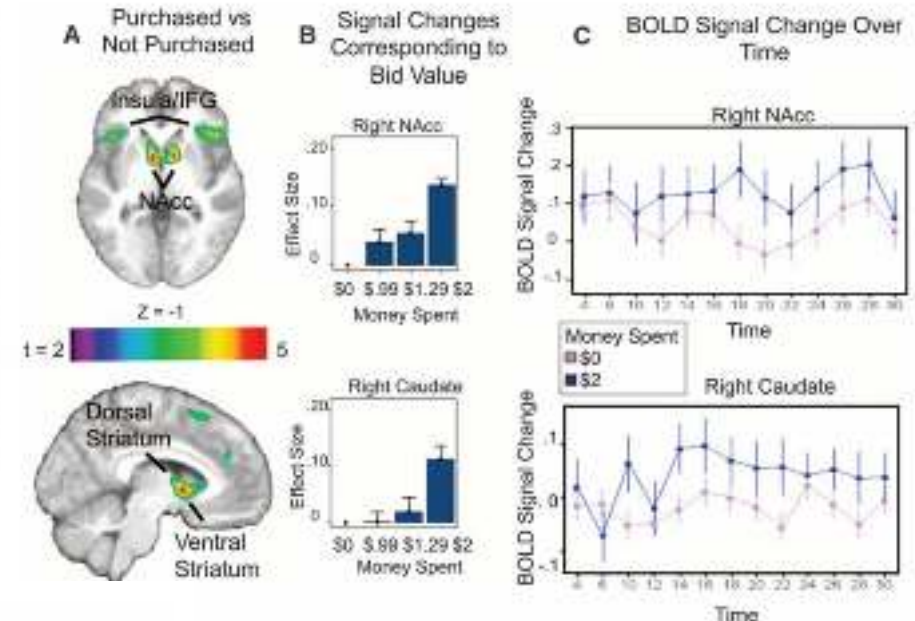 A
Purchased vs
Not Purchased
Insula/IFG
NAcc
Z = -1
t = 2
5
Dorsal
Striatum
Ventral
Striatum
B
Signal Changes
Corresponding to
Bid Value
Right NAcc
Effect Size
.20
.10
0
$0 $.99 $1.29 $2
Money Spent
Right Caudate
Effect Size
.20
.10
0
$0 $.99 $1.29 $2
Money Spent
C
BOLD Signal Change Over
Time
Right NAcc
BOLD Signal Change
.3
.2
.1
0
-.1
10 12 14 16 18 20 22 24 26 28 30
Time
Money Spent
$0
$2
Right Caudate
BOLD Signal Change
.1
0
-.1
10 12 14 16 18 20 22 24 26 28 30
Time